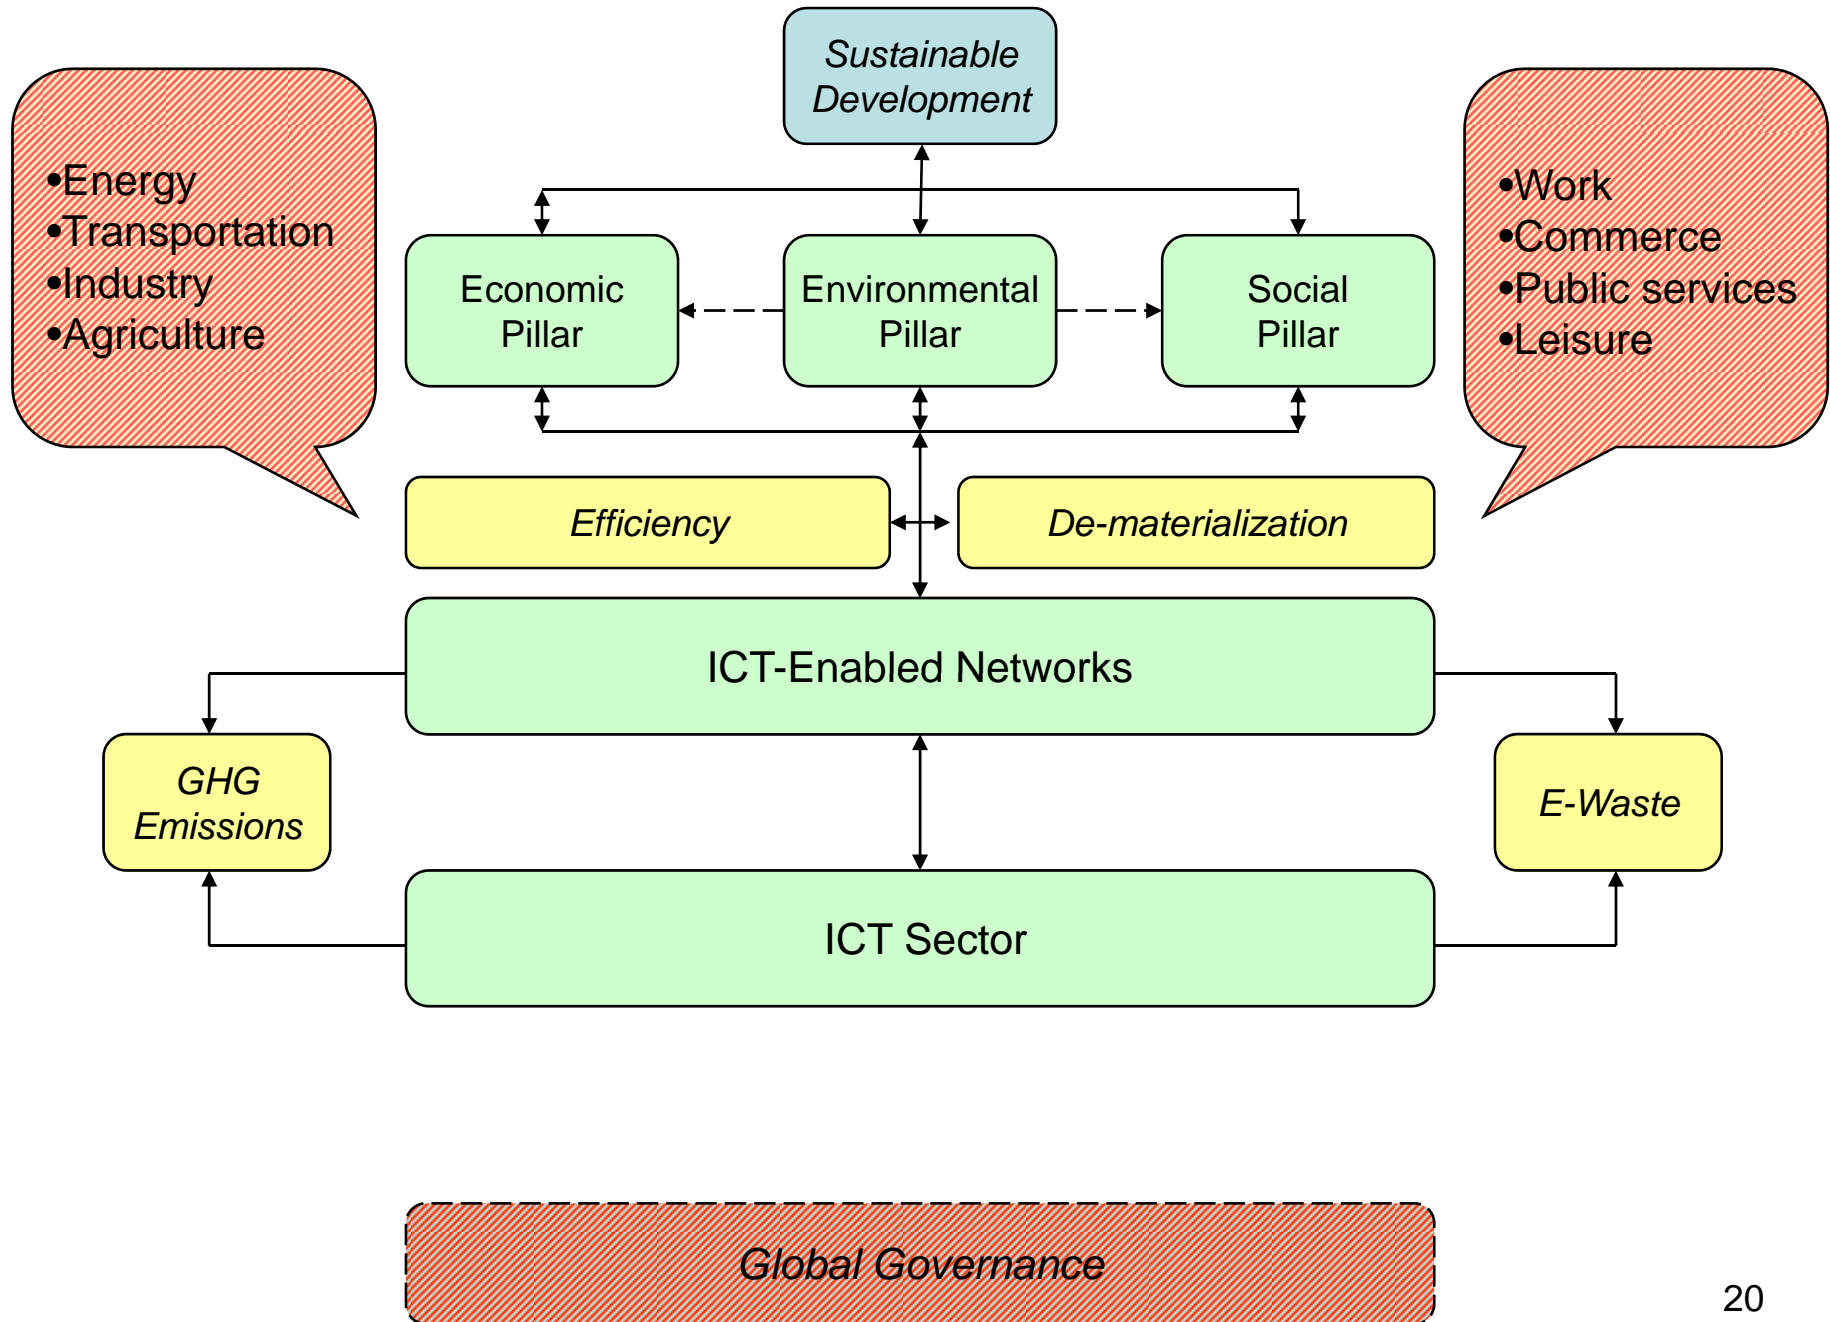 Sustainable
Development
•Energy
•Transportation
•Industry
•Agriculture
•Work
•Commerce
•Public services
•Leisure
Economic
Pillar
Environmental
Pillar
Social
Pillar
Efficiency
De-materialization
ICT-Enabled Networks
GHG
Emissions
E-Waste
ICT Sector
Global Governance
20